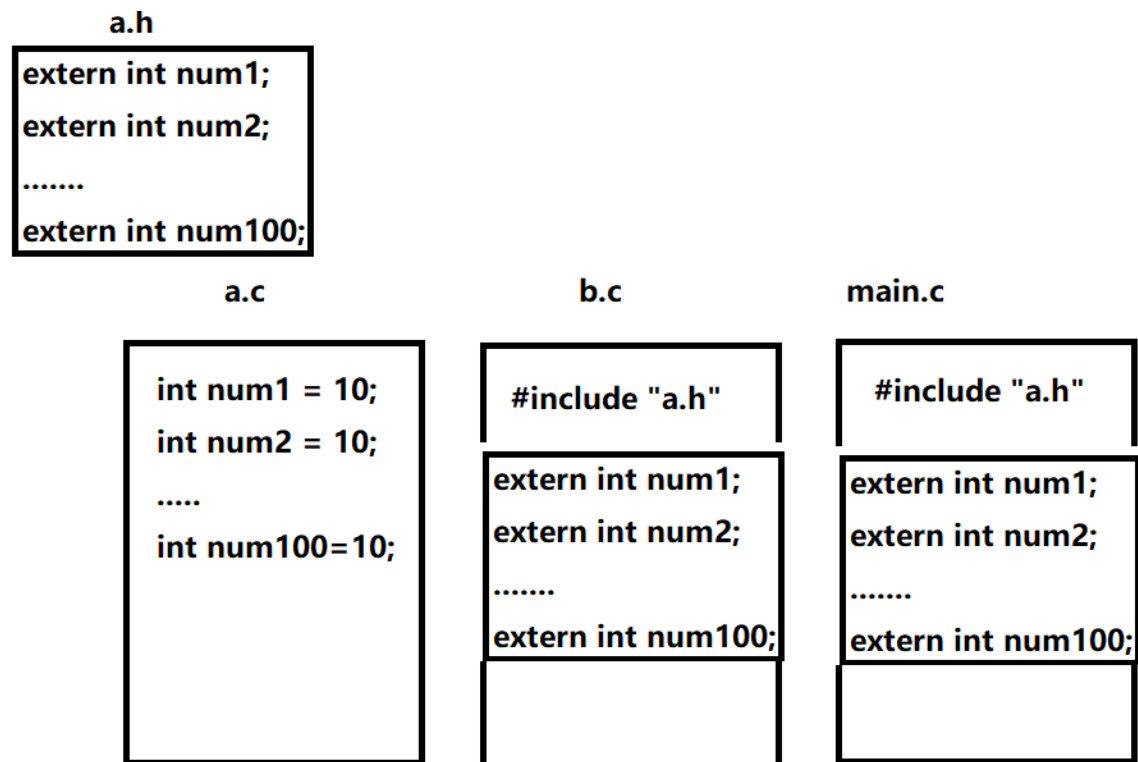 a.h
extern int num1;
extern int num2;
.......
extern int num100;
a.c
int num1 = 10;
int num2 = 10;
.....
int num100=10;
b.c
#include "a.h"
extern int num1;
extern int num2;
.......
extern int num100;
main.c
#include "a.h"
extern int num1;
extern int num2;
.......
extern int num100;